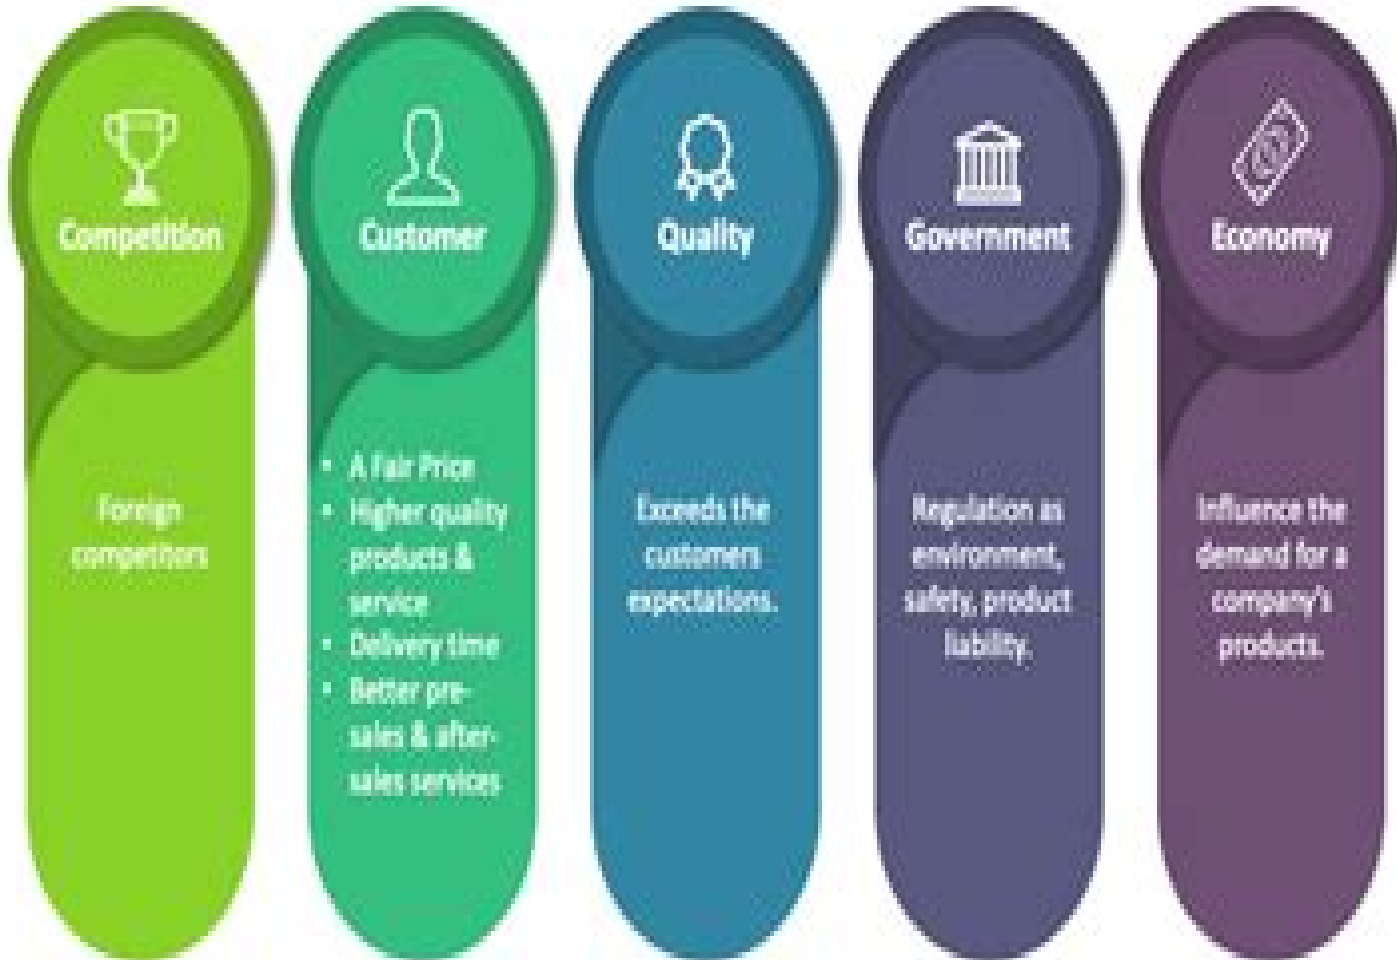 Competition
Foreign
competitors
Customer
• A Fair Price
• Higher quality
products &
service
• Delivery time
• Better pre-
sales & after-
sales services
Quality
Exceeds the
customers
expectations.
Government
Regulation as
environment,
safety, product
liability.
Economy
Influence the
demand for a
company's
products.